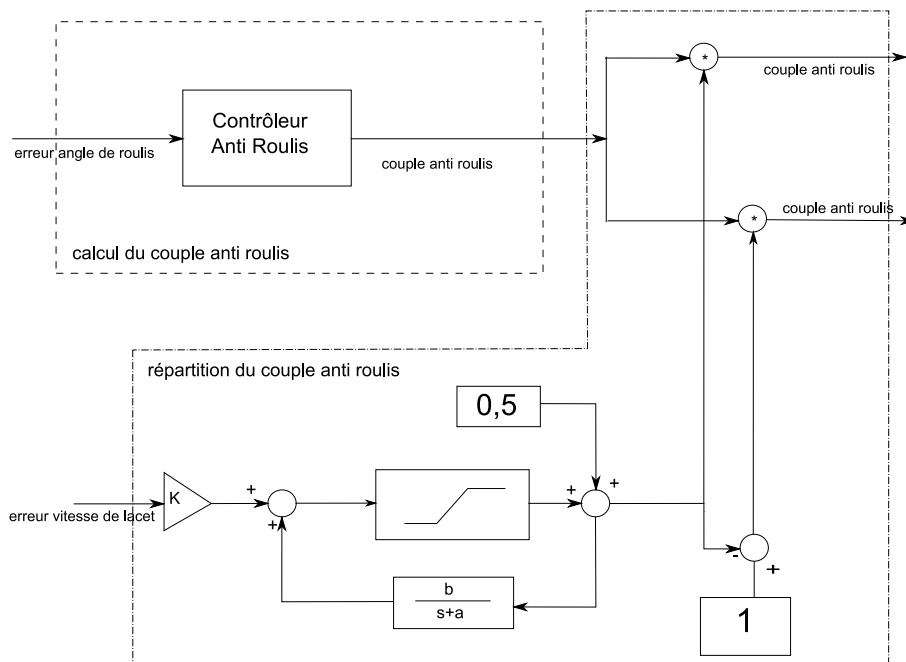 *
couple anti roulis
Contrôleur
Anti Roulis
erreur angle de roulis
couple anti roulis
couple anti roulis
*
calcul du couple anti roulis
répartition du couple anti roulis
0,5
K
+
+
+
+
erreur vitesse de lacet
b
s+a
-
+
1